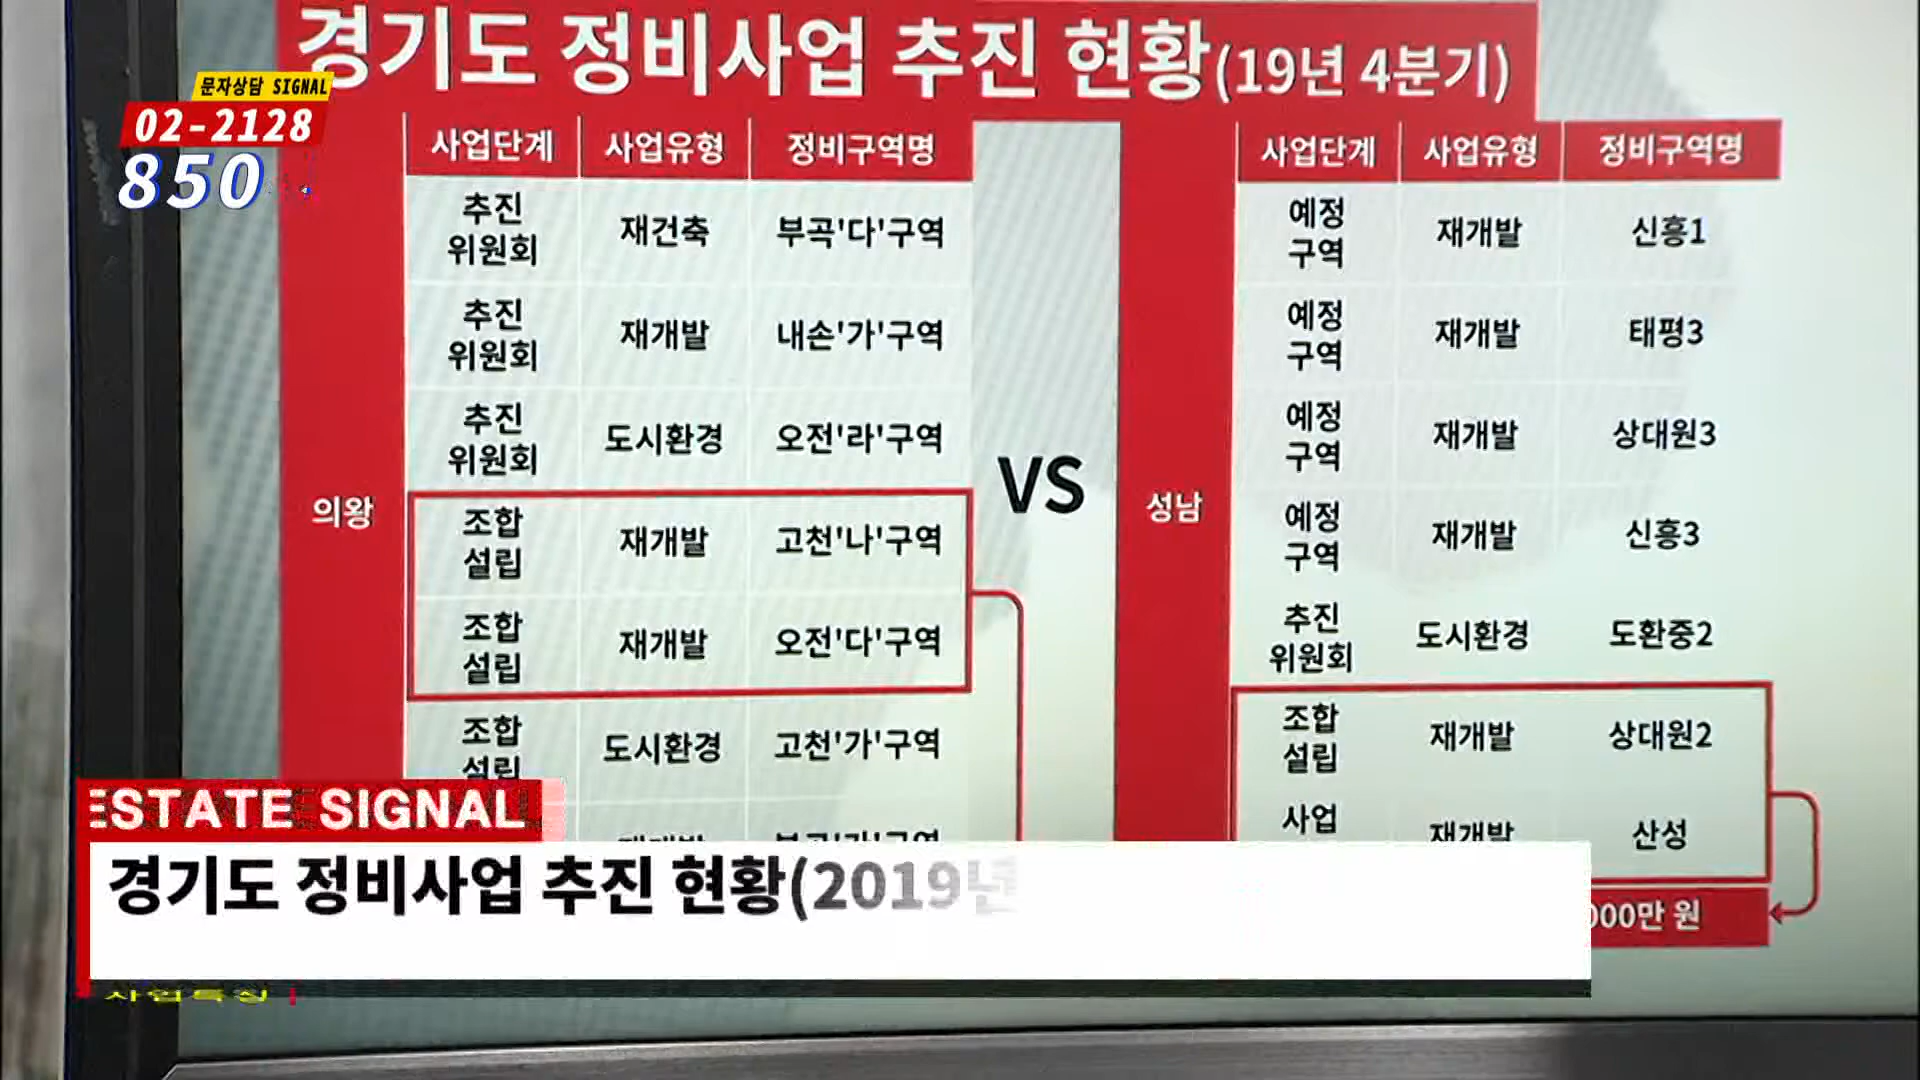 경기도 정비사업 추진 현황(19년 4분기)
문자상담 SIGNAL
02-2128
850
사업단계 사업유형 정비구역명
추진
위원회
재건축 부곡'다'구역
추진
위원회
재개발 내손'가'구역
추진
위원회
도시환경 오전'라'구역
의왕
조합
설립
재개발 고천'나'구역
조합
설립
재개발 오전'다'구역
조합
설립
도시환경 고천'가'구역
VS
사업단계 사업유형 정비구역명
예정
구역
재개발 신흥1
예정
구역
재개발 태평3
예정
구역
재개발 상대원3
성남
예정
구역
재개발 신흥3
추진
위원회
도시환경 도환중2
조합
설립
재개발 상대원2
사업
재개발 산성
000만 원
ESTATE SIGNAL
경기도 정비사업 추진 현황(2019년